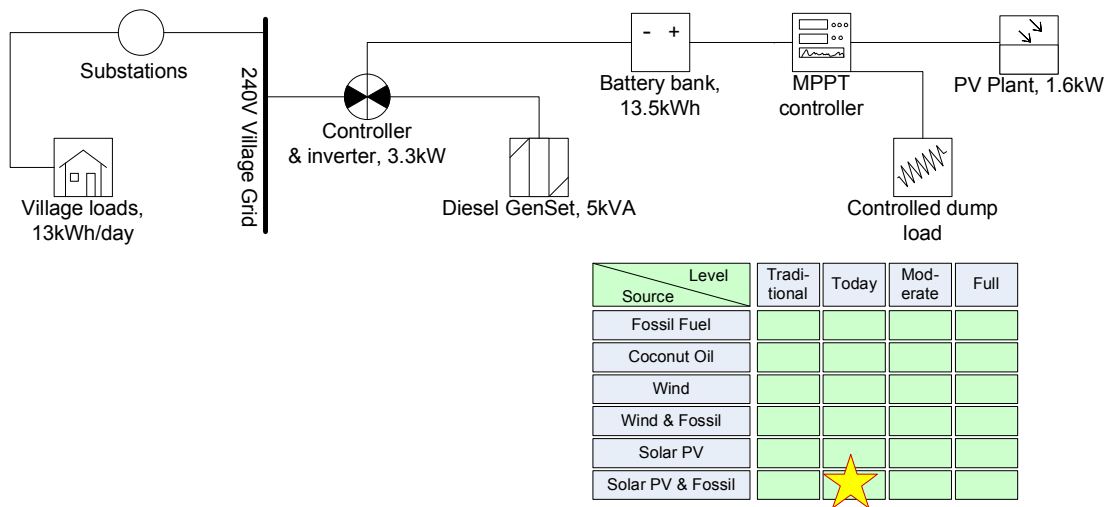 Substations
240V Village Grid
Village loads,
13kWh/day
Controller
& inverter, 3.3kW
Diesel GenSet, 5kVA
- +
Battery bank,
13.5kWh
MPPT
controller
PV Plant, 1.6kW
Controlled dump
load
Level
Source
Tradi-
tional
Today
Mod-
erate
Full
Fossil Fuel
Coconut Oil
Wind
Wind & Fossil
Solar PV
Solar PV & Fossil